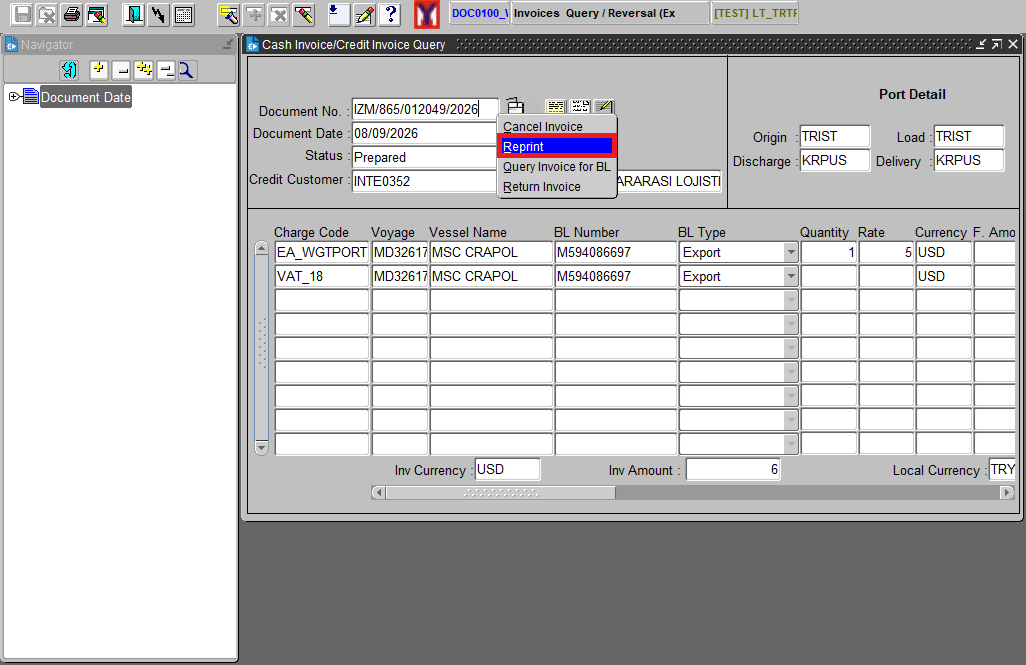 DOC0100_\ Invoices Query / Reversal (Ex [TEST] LT_TRTF
Navigator
Cash Invoice/Credit Invoice Query
Document Date
Document No. : IZM/865/012049/2026
Document Date : 08/09/2026
Status : Prepared
Credit Customer : INTE0352 ARARASI LOJISTI
Cancel Invoice
Reprint
Query Invoice for BL
Return Invoice
Port Detail
Origin : TRIST Load : TRIST
Discharge : KRPUS Delivery : KRPUS
Charge Code Voyage Vessel Name BL Number BL Type Quantity Rate Currency F. Amo
EA_WGTPORT MD32617 MSC CRAPOL M594086697 Export 1 5 USD
VAT_18 MD32617 MSC CRAPOL M594086697 Export USD
Inv Currency : USD Inv Amount : 6 Local Currency : TRY